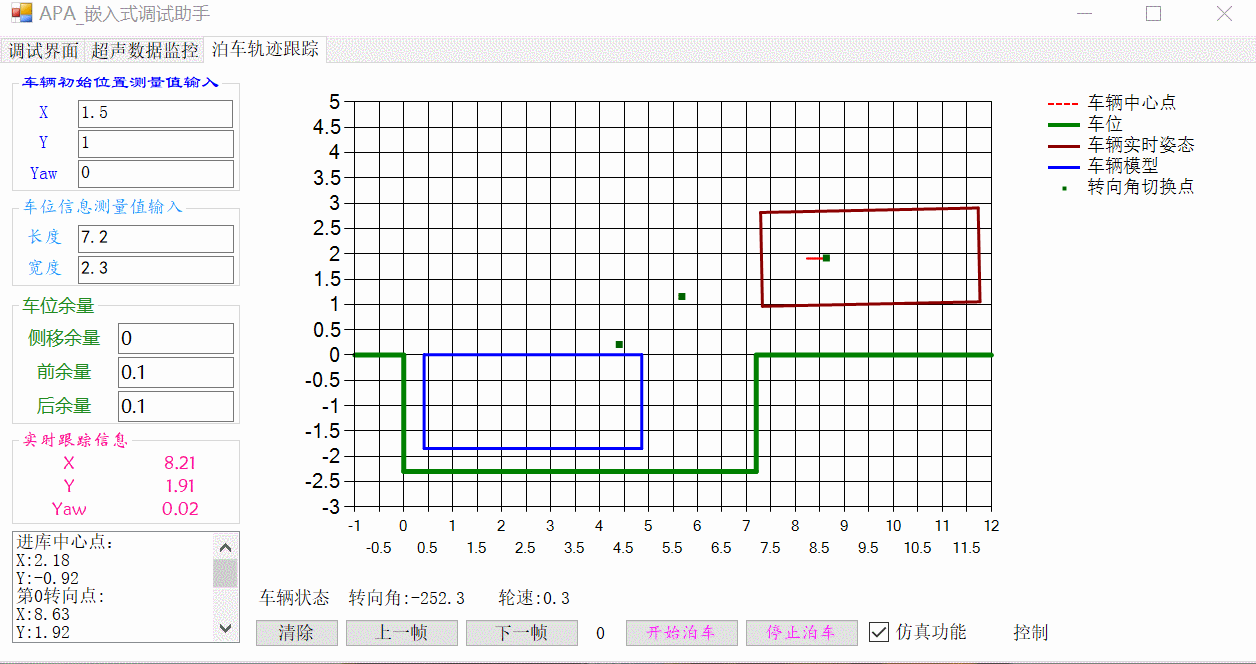 APA_嵌入式调试助手
调试界面 超声数据监控 泊车轨迹跟踪
车辆初始位置测量值输入
X 1.5
Y 1
Yaw 0
车位信息测量值输入
长度 7.2
宽度 2.3
车位余量
侧移余量 0
前余量 0.1
后余量 0.1
实时跟踪信息
X 8.21
Y 1.91
Yaw 0.02
进库中心点:
X:2.18
Y:-0.92
第0转向点:
X:8.63
Y:1.92
5
4.5
4
3.5
3
2.5
2
1.5
1
0.5
0
-0.5
-1
-1.5
-2
-2.5
-3
-1 0 1 2 3 4 5 6 7 8 9 10 11 12
-0.5 0.5 1.5 2.5 3.5 4.5 5.5 6.5 7.5 8.5 9.5 10.5 11.5
车辆中心点
车位
车辆实时姿态
车辆模型
转向角切换点
车辆状态 转向角:-252.3 轮速:0.3
清除 上一帧 下一帧 0 开始泊车 停止泊车 仿真功能 控制